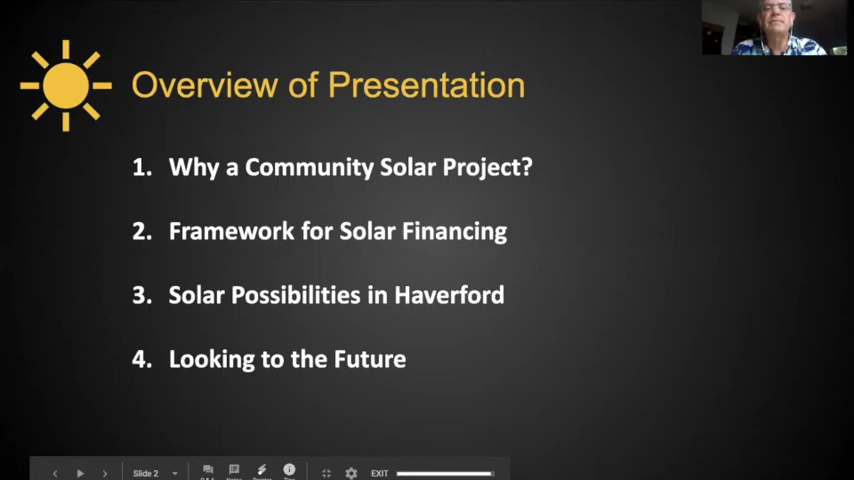 Overview of Presentation
1. Why a Community Solar Project?
2. Framework for Solar Financing
3. Solar Possibilities in Haverford
4. Looking to the Future
Slide 2
EXIT